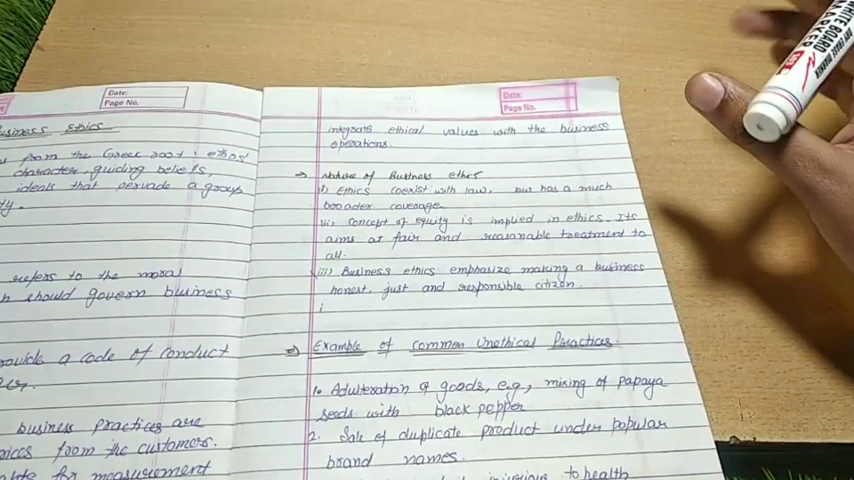 Date:
Page No.
Business Ethics
from the Greek root : ethos'
character, guiding beliefs,
ideals that pervade a group
ty.
refers to the moral
h should govern business
rovide a code of conduct
business practices are
rices from the customers.
for measurement
Date:
Page No.
integrate ethical values with the business
operations.
→ Nature of Business ethics
(i) Ethics coexist with law, but has a much
broader coverage
(ii) Concept of equity is implied in ethics. Its
aims at fair and reasonable treatment to
all.
(iii) Business ethics emphasize making a business
honest, just and responsible citizen.
i
⇒ Example of Common Unethical Practices.
1. Adulteration of goods, e.g., mixing of papaya
seeds with black pepper
2. Sale of duplicate product under popular
brand names.
injurious to health
WHITE BOARD
MARKER